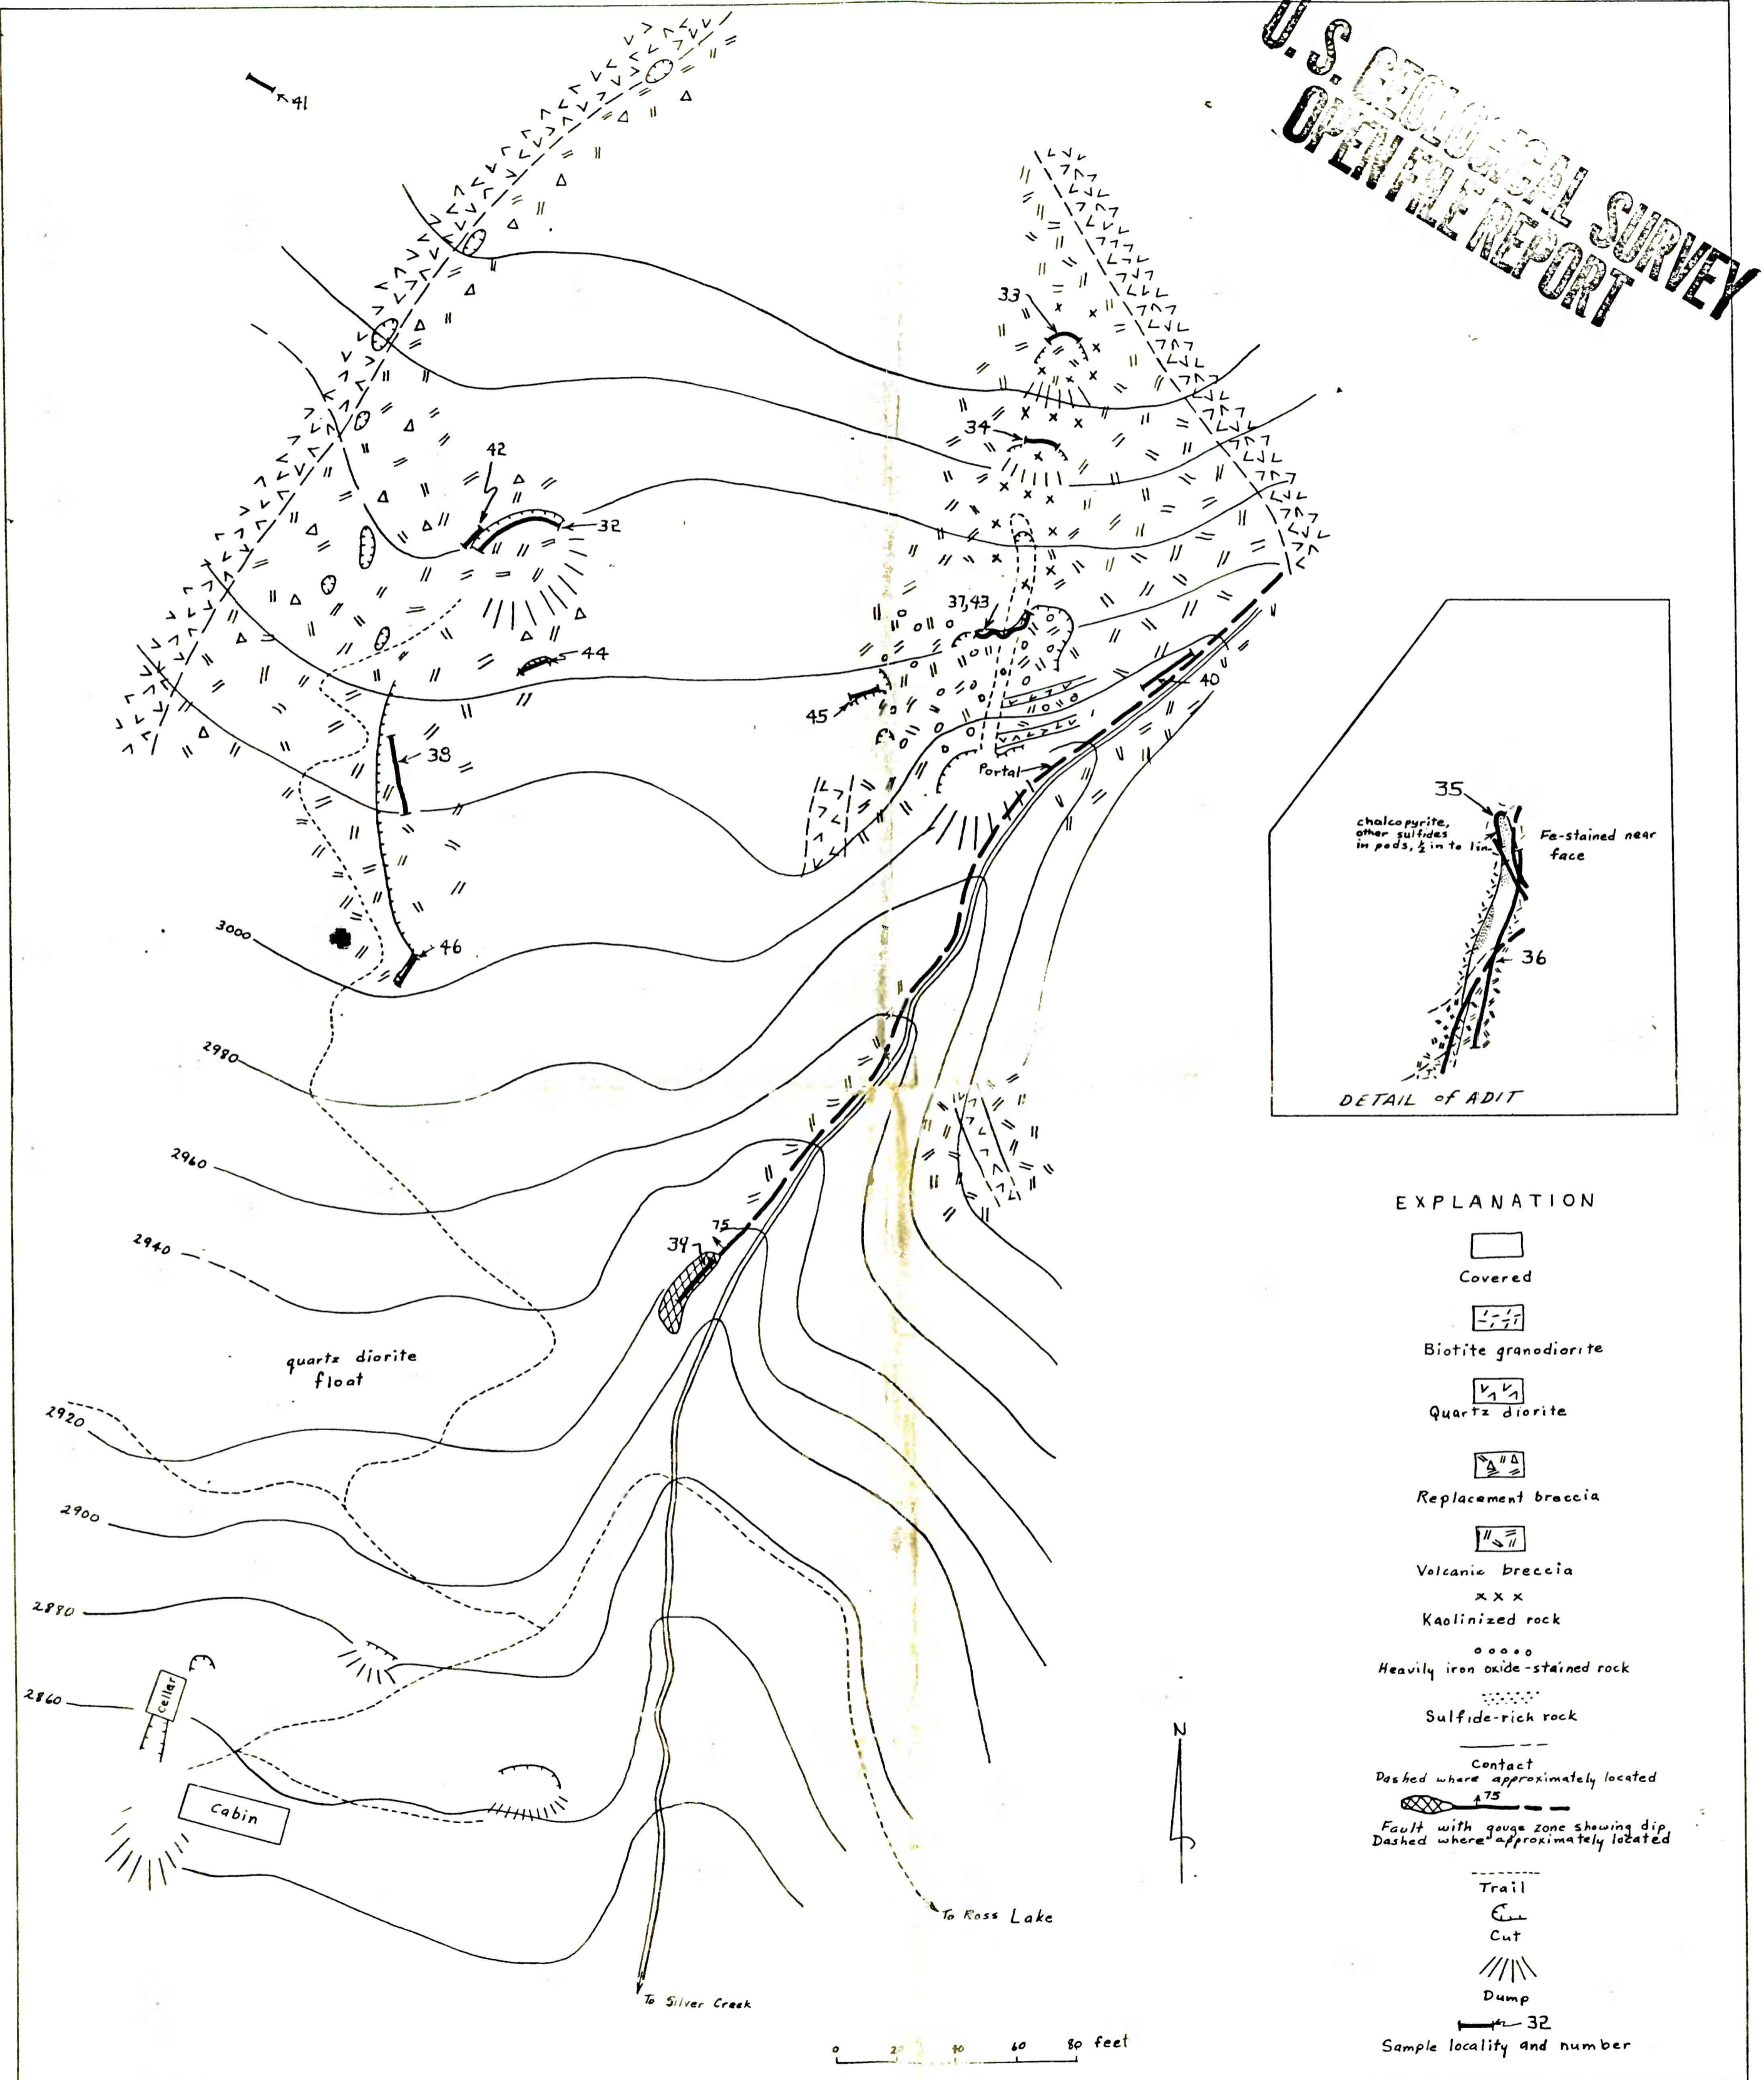 U. S. GEOLOGICAL SURVEY
OPEN FILE REPORT
41
33
34
42
32
37,43
44
40
45
38
Portal
35
chalcopyrite,
other sulfides
in pods, ½ in to 1 in.
Fe-stained near
face
36
DETAIL of ADIT
3000
46
2980
2960
2940
75
39
quartz diorite
float
2920
2900
2880
2860
cellar
Cabin
To Ross Lake
To Silver Creek
N
0 20 40 60 80 feet
EXPLANATION
Covered
Biotite granodiorite
Quartz diorite
Replacement breccia
Volcanic breccia
x x x
Kaolinized rock
Heavily iron oxide-stained rock
Sulfide-rich rock
Contact
Dashed where approximately located
75
Fault with gouge zone showing dip,
Dashed where approximately located
Trail
Cut
Dump
32
Sample locality and number